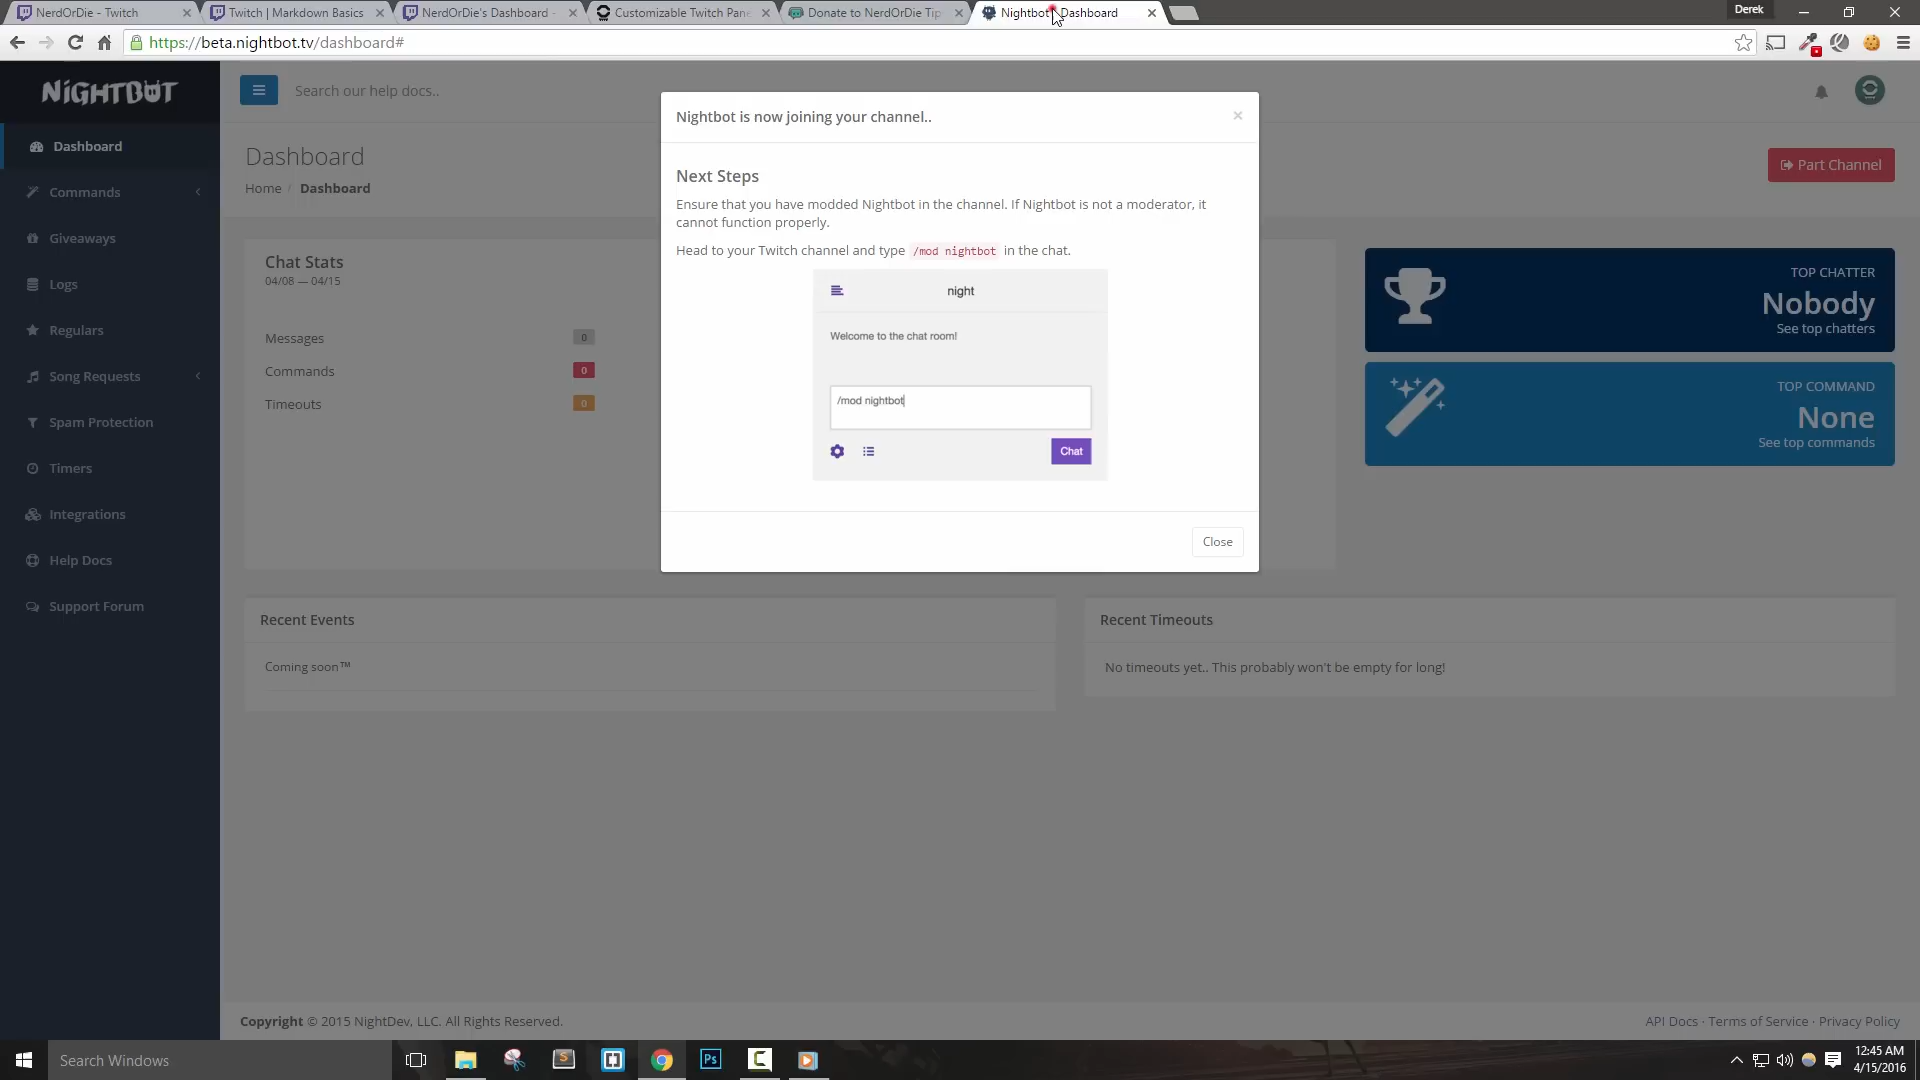 NerdOrDie - Twitch
Twitch | Markdown Basics
NerdOrDie's Dashboard -
Customizable Twitch Pane
Donate to NerdOrDie Tip
Nightbot Dashboard
Derek
https://beta.nightbot.tv/dashboard#
NIGHTBOT
Search our help docs..
Dashboard
Commands
Giveaways
Logs
Regulars
Song Requests
Spam Protection
Timers
Integrations
Help Docs
Support Forum
Dashboard
Home / Dashboard
Part Channel
Chat Stats
04/08 — 04/15
Messages 0
Commands 0
Timeouts 0
Nightbot is now joining your channel..
×
Next Steps
Ensure that you have modded Nightbot in the channel. If Nightbot is not a moderator, it
cannot function properly.
Head to your Twitch channel and type /mod nightbot in the chat.
night
Welcome to the chat room!
/mod nightbot
Chat
Close
TOP CHATTER
Nobody
See top chatters
TOP COMMAND
None
See top commands
Recent Events
Coming soon™
Recent Timeouts
No timeouts yet.. This probably won't be empty for long!
Copyright © 2015 NightDev, LLC. All Rights Reserved.
API Docs · Terms of Service · Privacy Policy
Search Windows
Ps
12:45 AM
4/15/2016